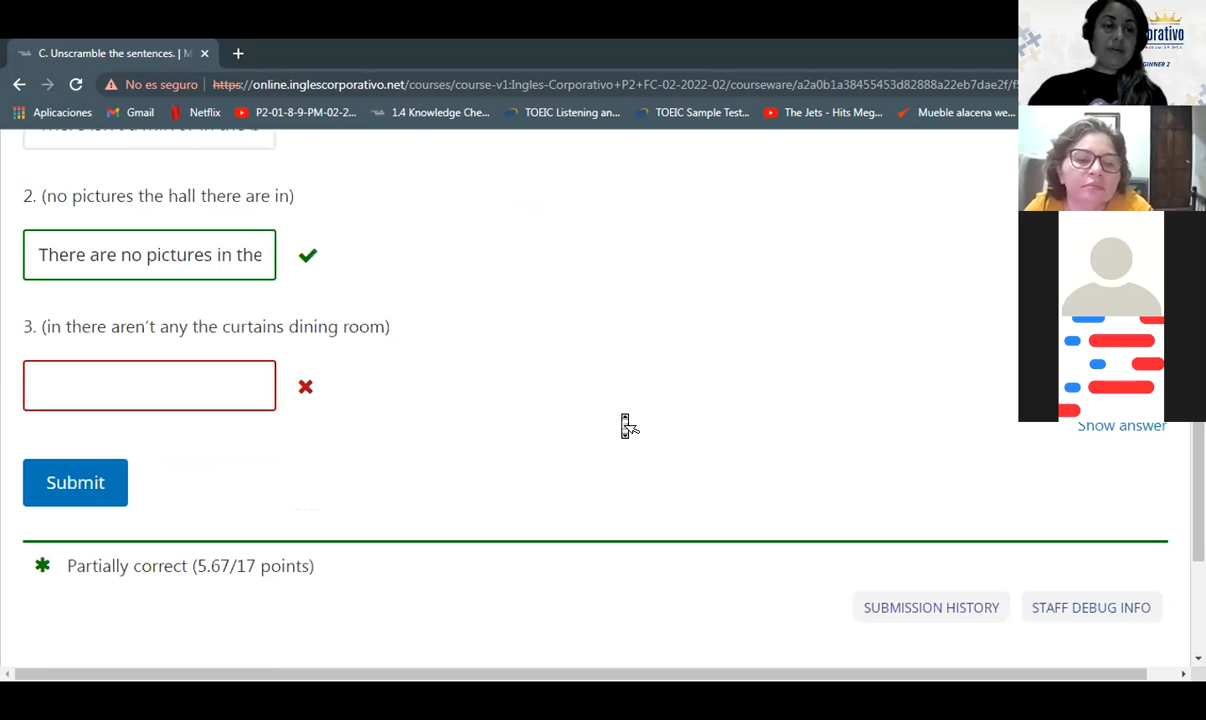 C. Unscramble the sentences. | M
No es seguro https://online.inglescorporativo.net/courses/course-v1:Ingles-Corporativo+P2+FC-02-2022-02/courseware/a2a0b1a38455453d82888a22eb7dae2f/f
Aplicaciones Gmail Netflix P2-01-8-9-PM-02-2... 1.4 Knowledge Che... TOEIC Listening an... TOEIC Sample Test... The Jets - Hits Meg... Mueble alacena we...
orativo
GINNER 2
2. (no pictures the hall there are in)
There are no pictures in the
3. (in there aren't any the curtains dining room)
Show answer
Submit
Partially correct (5.67/17 points)
SUBMISSION HISTORY STAFF DEBUG INFO